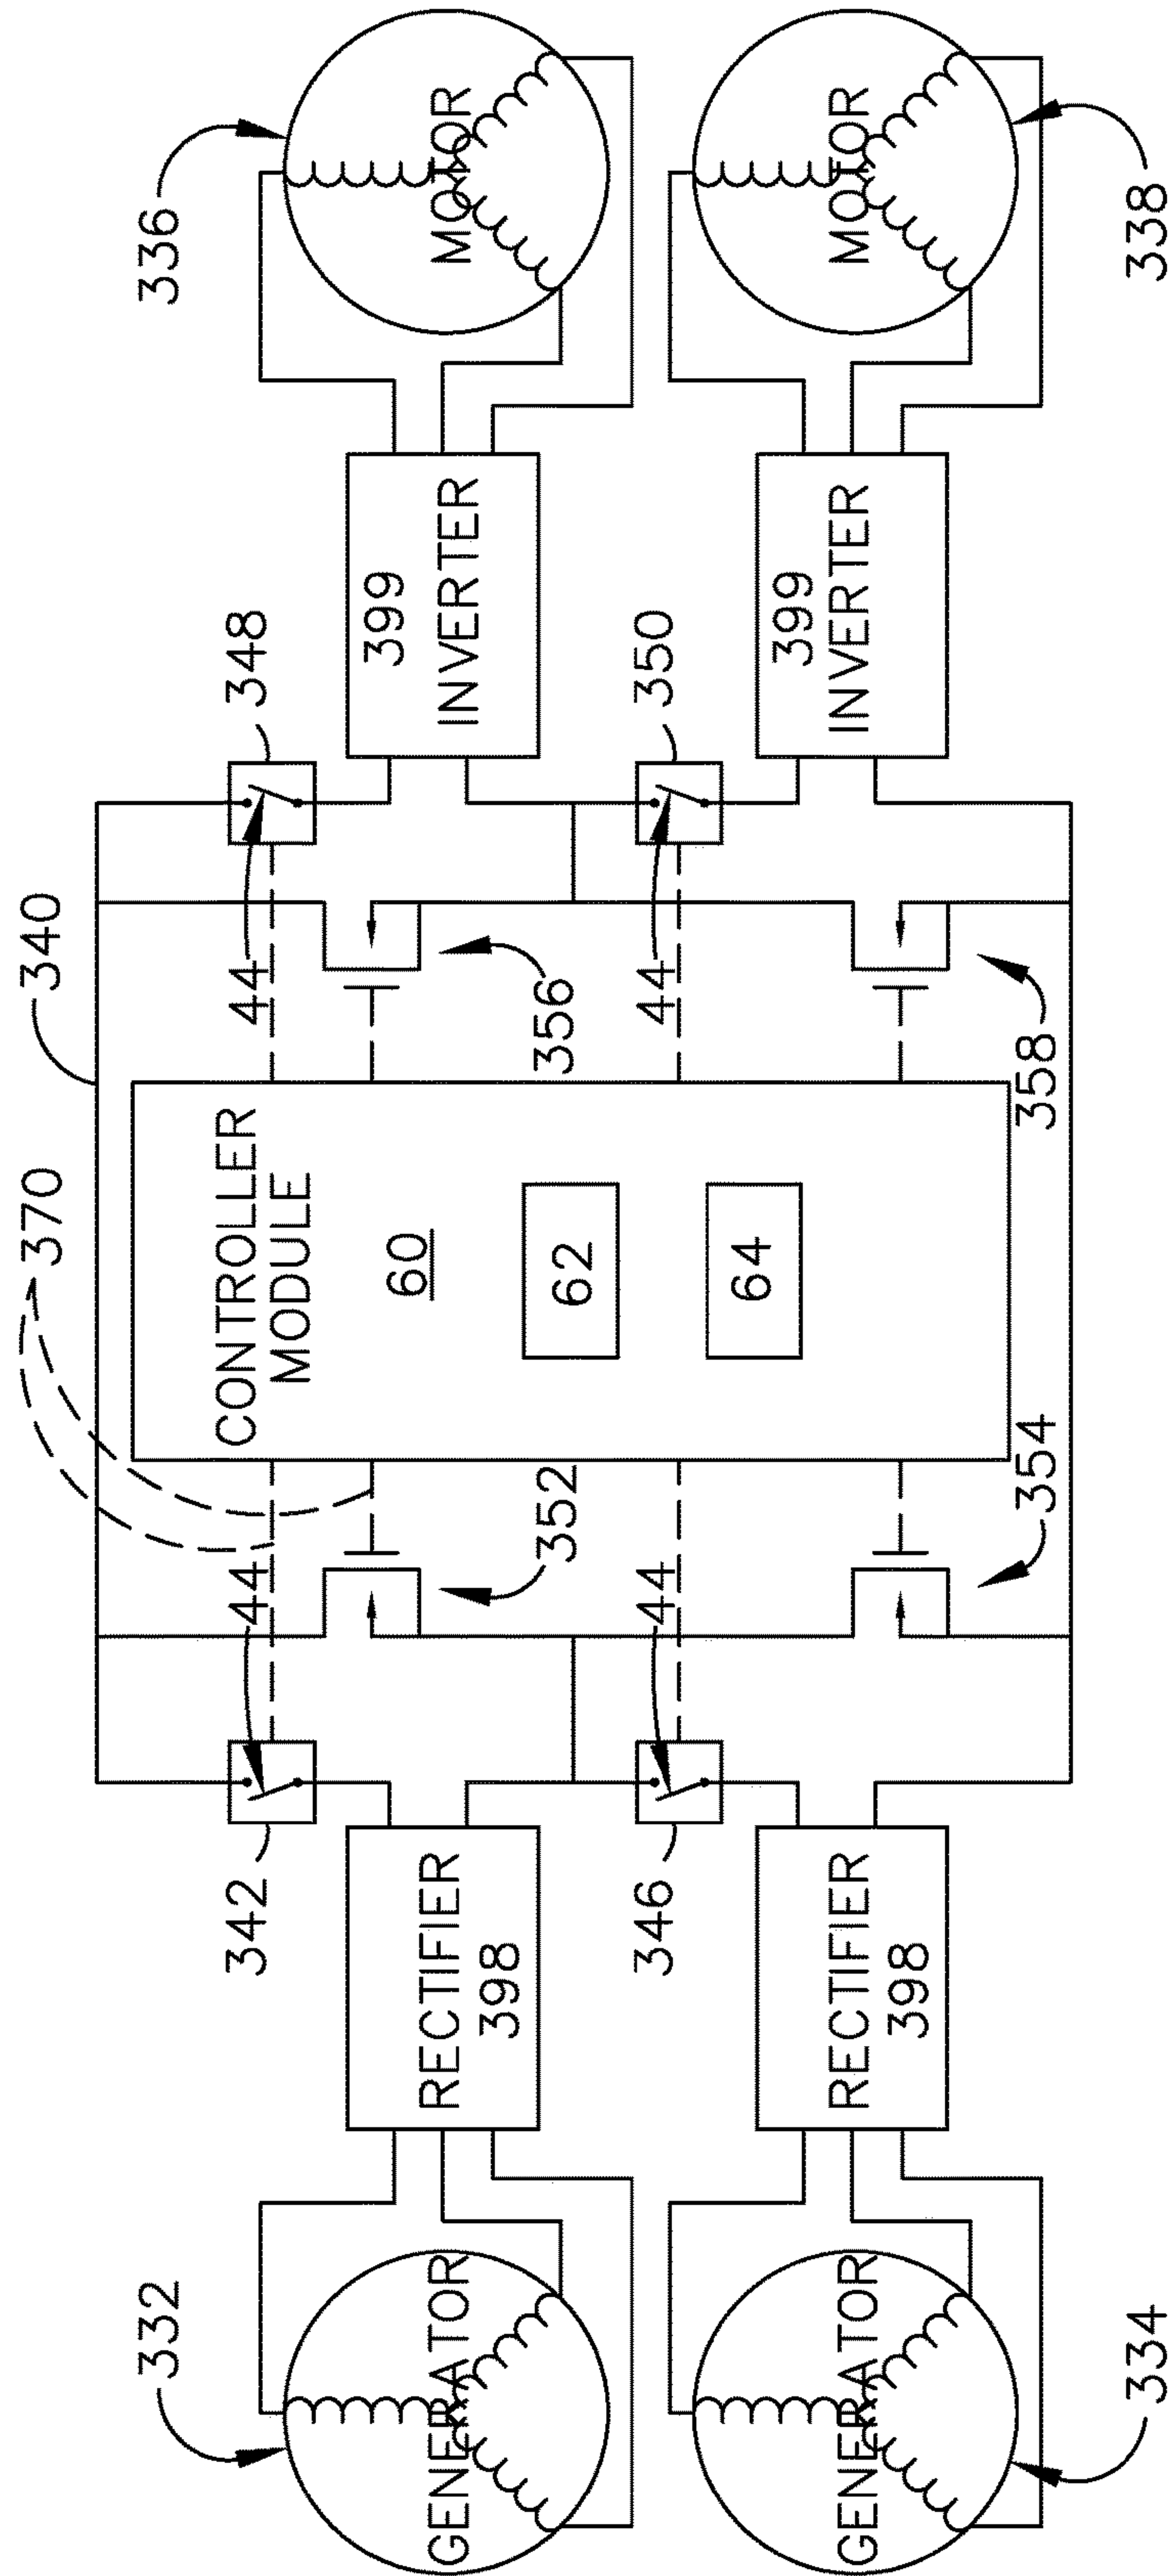 340
370
332
342
44
44
348
336
GENERATOR
RECTIFIER
398
352
CONTROLLER
MODULE
60
62
64
356
399
INVERTER
MOTOR
346
44
44
350
GENERATOR
RECTIFIER
398
399
INVERTER
MOTOR
334
354
358
338